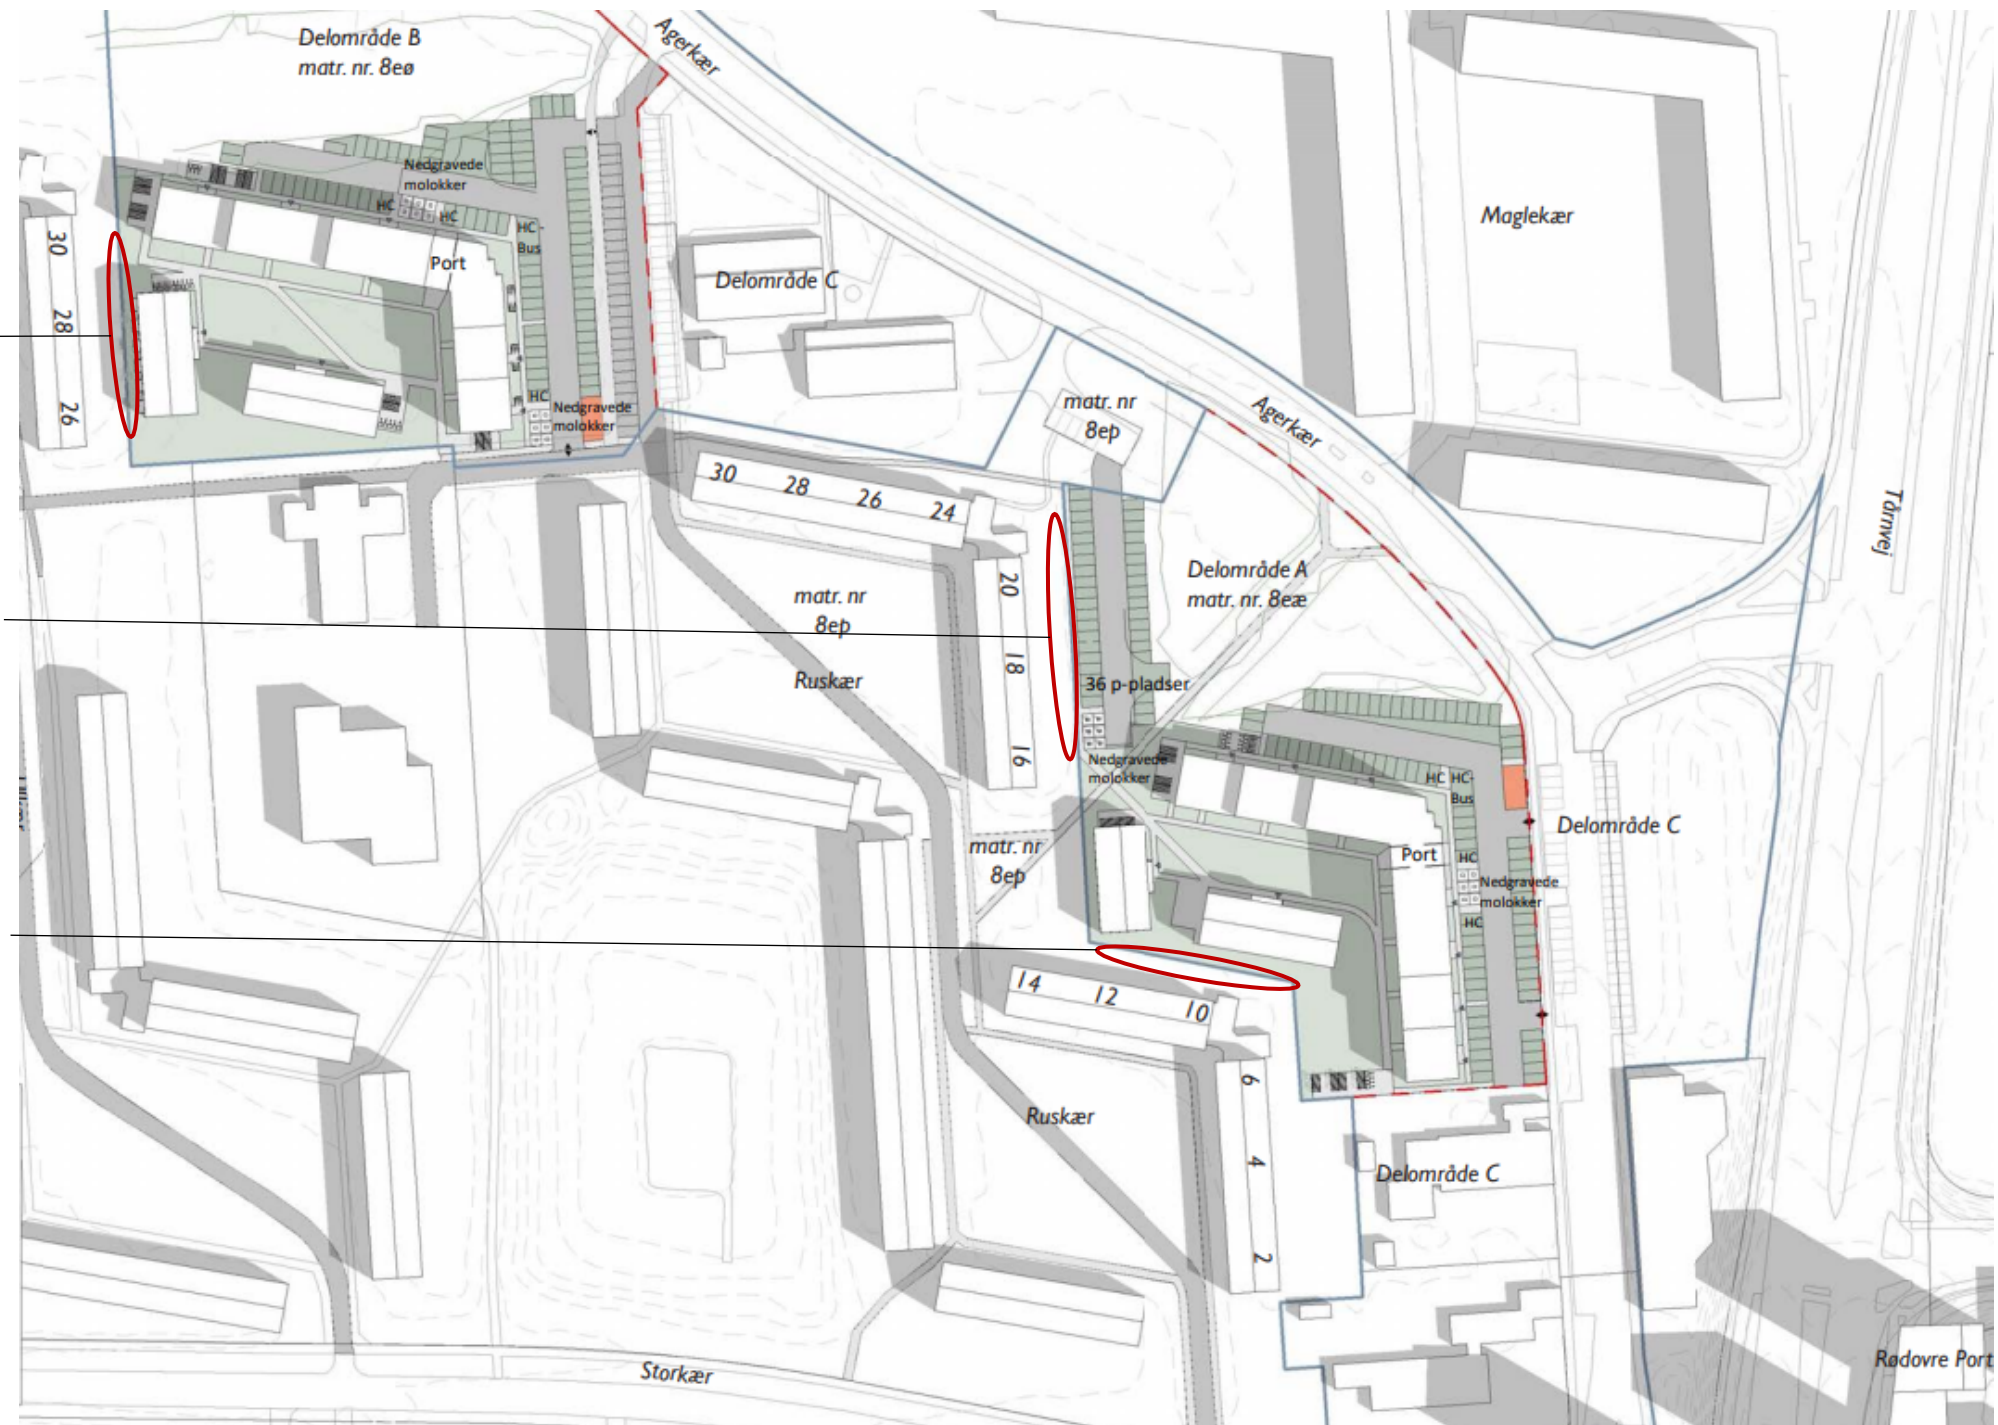 Delområde B
matr. nr. 8eø
Agerkær
Nedgravede
molokker
HC
HC
HC -
Bus
Port
30
28
26
Delområde C
Maglekær
HC
Nedgravede
molokker
matr. nr
8eþ
Agerkær
Tårnvej
30
28
26
24
20
18
16
matr. nr
8eþ
Ruskær
Delområde A
matr. nr. 8eæ
36 p-pladser
Nedgravede
molokker
HC
HC-
Bus
Port
HC
Nedgravede
molokker
HC
Delområde C
matr. nr
8eþ
14
12
10
6
4
2
Ruskær
Delområde C
Storkær
Rødovre Port